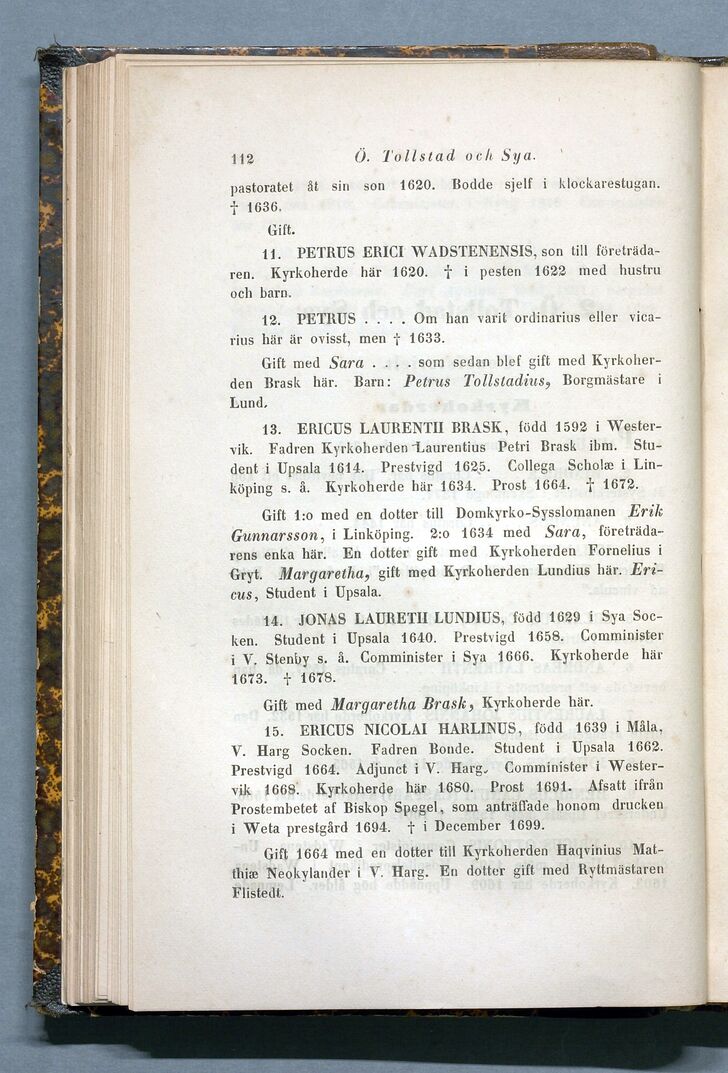 112 Ö. Tollstad och Sya.
pastoratet åt sin son 1620. Bodde sjelf i klockarestugan.
† 1636.
Gift.
11. PETRUS ERICI WADSTENENSIS, son till företräda-
ren. Kyrkoherde här 1620. † i pesten 1622 med hustru
och barn.
12. PETRUS . . . . Om han varit ordinarius eller vica-
rius här är ovisst, men † 1633.
Gift med Sara . . . . som sedan blef gift med Kyrkoher-
den Brask här. Barn: Petrus Tollstadius, Borgmästare i
Lund.
13. ERICUS LAURENTII BRASK, född 1592 i Wester-
vik. Fadren Kyrkoherden Laurentius Petri Brask ibm. Stu-
dent i Upsala 1614. Prestvigd 1625. Collega Scholæ i Lin-
köping s. å. Kyrkoherde här 1634. Prost 1664. † 1672.
Gift 1:o med en dotter till Domkyrko-Sysslomanen Erik
Gunnarsson, i Linköping. 2:o 1634 med Sara, företräda-
rens enka här. En dotter gift med Kyrkoherden Fornelius i
Gryt. Margaretha, gift med Kyrkoherden Lundius här. Eri-
cus, Student i Upsala.
14. JONAS LAURETII LUNDIUS, född 1629 i Sya Soc-
ken. Student i Upsala 1640. Prestvigd 1658. Comminister
i V. Stenby s. å. Comminister i Sya 1666. Kyrkoherde här
1673. † 1678.
Gift med Margaretha Brask, Kyrkoherde här.
15. ERICUS NICOLAI HARLINUS, född 1639 i Måla,
V. Harg Socken. Fadren Bonde. Student i Upsala 1662.
Prestvigd 1664. Adjunct i V. Harg. Comminister i Wester-
vik 1668. Kyrkoherde här 1680. Prost 1691. Afsatt ifrån
Prostembetet af Biskop Spegel, som anträffade honom drucken
i Weta prestgård 1694. † i December 1699.
Gift 1664 med en dotter till Kyrkoherden Haqvinius Mat-
thiæ Neokylander i V. Harg. En dotter gift med Ryttmästaren
Flistedt.